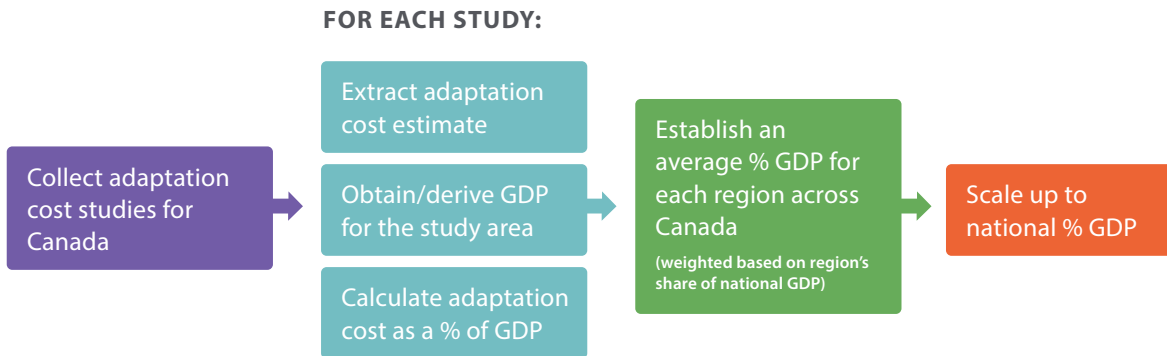 FOR EACH STUDY:
Collect adaptation
cost studies for
Canada
Extract adaptation
cost estimate
Obtain/derive GDP
for the study area
Calculate adaptation
cost as a % of GDP
Establish an
average % GDP for
each region across
Canada
(weighted based on region's
share of national GDP)
Scale up to
national % GDP